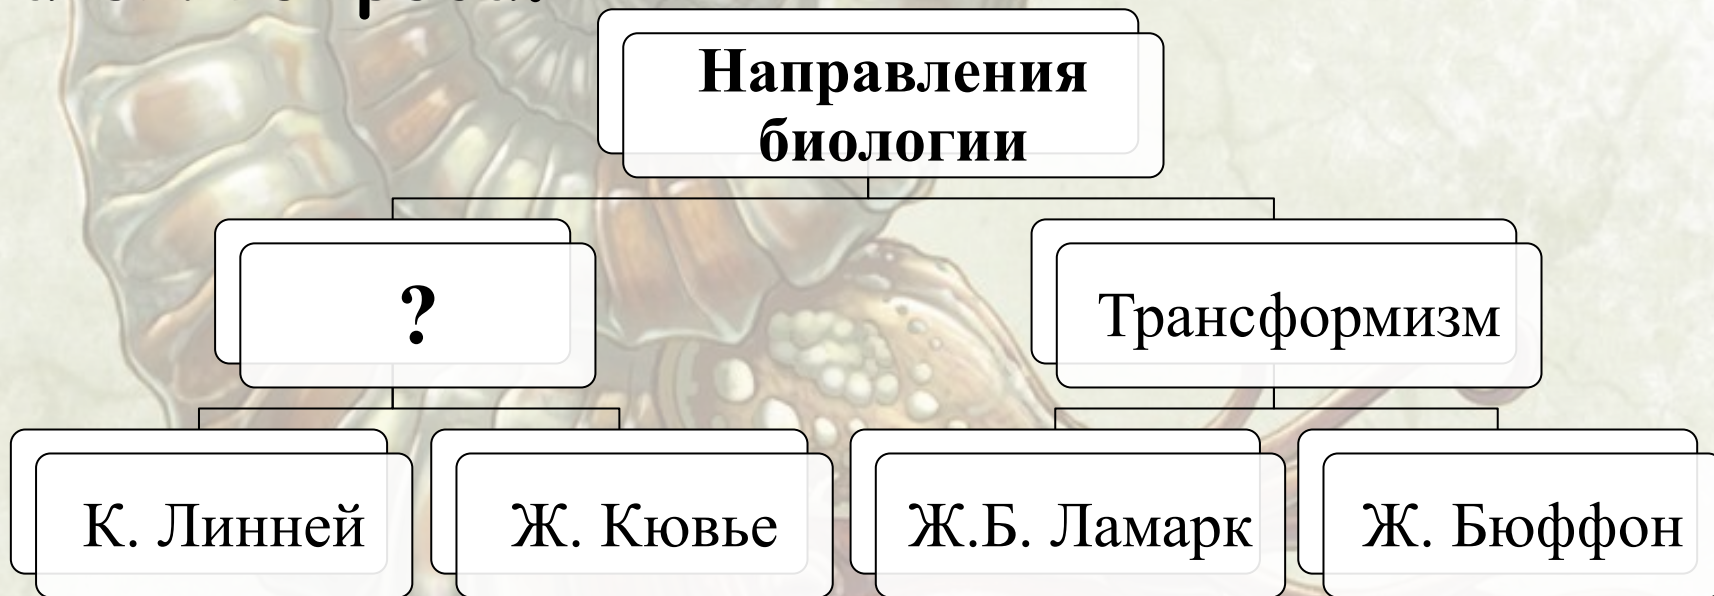 Направления
биологии
?
Трансформизм
К. Линней
Ж. Кювье
Ж.Б. Ламарк
Ж. Бюффон